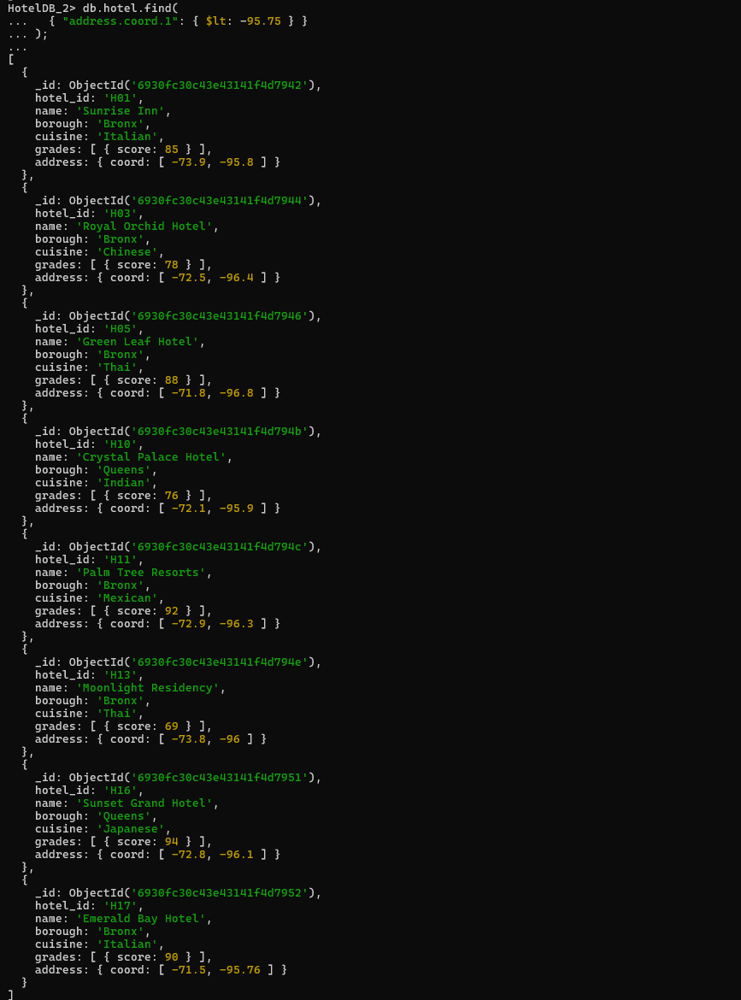 HotelDB_2> db.hotel.find(
...   { "address.coord.1": { $lt: -95.75 } }
... );
...
[
  {
    _id: ObjectId('6930fc30c43e43141f4d7942'),
    hotel_id: 'H01',
    name: 'Sunrise Inn',
    borough: 'Bronx',
    cuisine: 'Italian',
    grades: [ { score: 85 } ],
    address: { coord: [ -73.9, -95.8 ] }
  },
  {
    _id: ObjectId('6930fc30c43e43141f4d7944'),
    hotel_id: 'H03',
    name: 'Royal Orchid Hotel',
    borough: 'Bronx',
    cuisine: 'Chinese',
    grades: [ { score: 78 } ],
    address: { coord: [ -72.5, -96.4 ] }
  },
  {
    _id: ObjectId('6930fc30c43e43141f4d7946'),
    hotel_id: 'H05',
    name: 'Green Leaf Hotel',
    borough: 'Bronx',
    cuisine: 'Thai',
    grades: [ { score: 88 } ],
    address: { coord: [ -71.8, -96.8 ] }
  },
  {
    _id: ObjectId('6930fc30c43e43141f4d794b'),
    hotel_id: 'H10',
    name: 'Crystal Palace Hotel',
    borough: 'Queens',
    cuisine: 'Indian',
    grades: [ { score: 76 } ],
    address: { coord: [ -72.1, -95.9 ] }
  },
  {
    _id: ObjectId('6930fc30c43e43141f4d794c'),
    hotel_id: 'H11',
    name: 'Palm Tree Resorts',
    borough: 'Bronx',
    cuisine: 'Mexican',
    grades: [ { score: 92 } ],
    address: { coord: [ -72.9, -96.3 ] }
  },
  {
    _id: ObjectId('6930fc30c43e43141f4d794e'),
    hotel_id: 'H13',
    name: 'Moonlight Residency',
    borough: 'Bronx',
    cuisine: 'Thai',
    grades: [ { score: 69 } ],
    address: { coord: [ -73.8, -96 ] }
  },
  {
    _id: ObjectId('6930fc30c43e43141f4d7951'),
    hotel_id: 'H16',
    name: 'Sunset Grand Hotel',
    borough: 'Queens',
    cuisine: 'Japanese',
    grades: [ { score: 94 } ],
    address: { coord: [ -72.8, -96.1 ] }
  },
  {
    _id: ObjectId('6930fc30c43e43141f4d7952'),
    hotel_id: 'H17',
    name: 'Emerald Bay Hotel',
    borough: 'Bronx',
    cuisine: 'Italian',
    grades: [ { score: 90 } ],
    address: { coord: [ -71.5, -95.76 ] }
  }
]